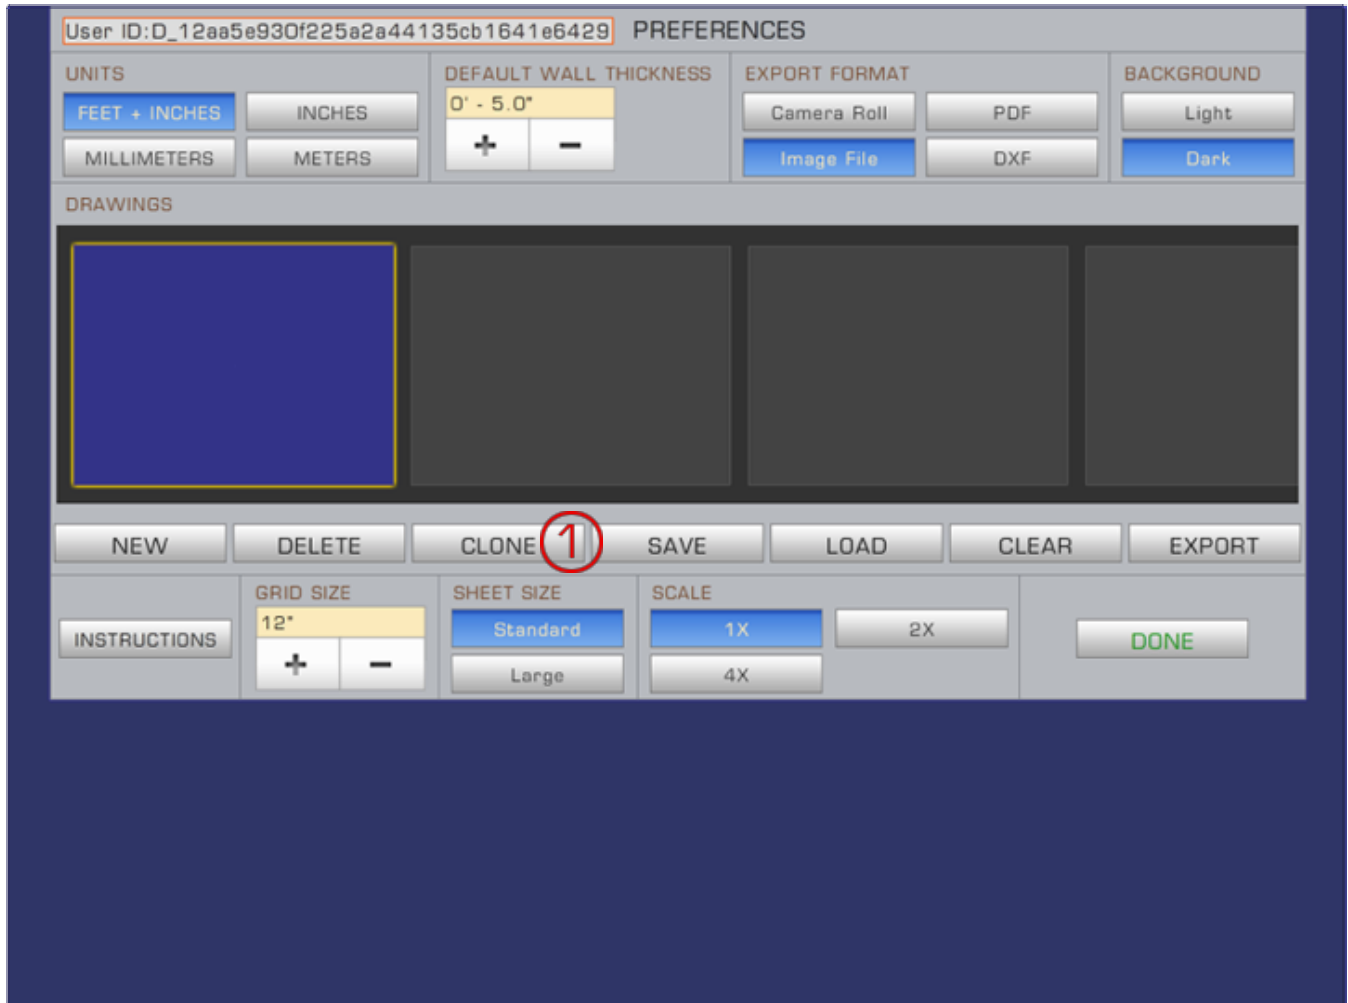 User ID:D_12aa5e930f225a2a44135cb1641e6429 PREFERENCES
UNITS DEFAULT WALL THICKNESS EXPORT FORMAT BACKGROUND
FEET + INCHES INCHES 0' - 5.0" Camera Roll PDF Light
+ -
MILLIMETERS METERS Image File DXF Dark
DRAWINGS
NEW DELETE CLONE 1 SAVE LOAD CLEAR EXPORT
GRID SIZE SHEET SIZE SCALE
12" Standard 1X 2X
INSTRUCTIONS DONE
+ - Large 4X